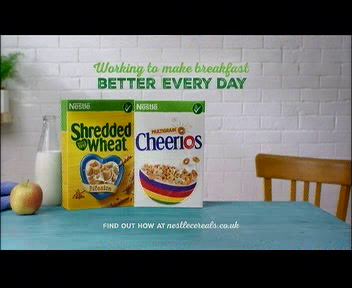 Working to make breakfast
BETTER EVERY DAY
Nestlé
Nestlé
Shredded
Wheat
Bitesize
MULTIGRAIN
Cheerios
FIND OUT HOW AT nestlecereals.co.uk